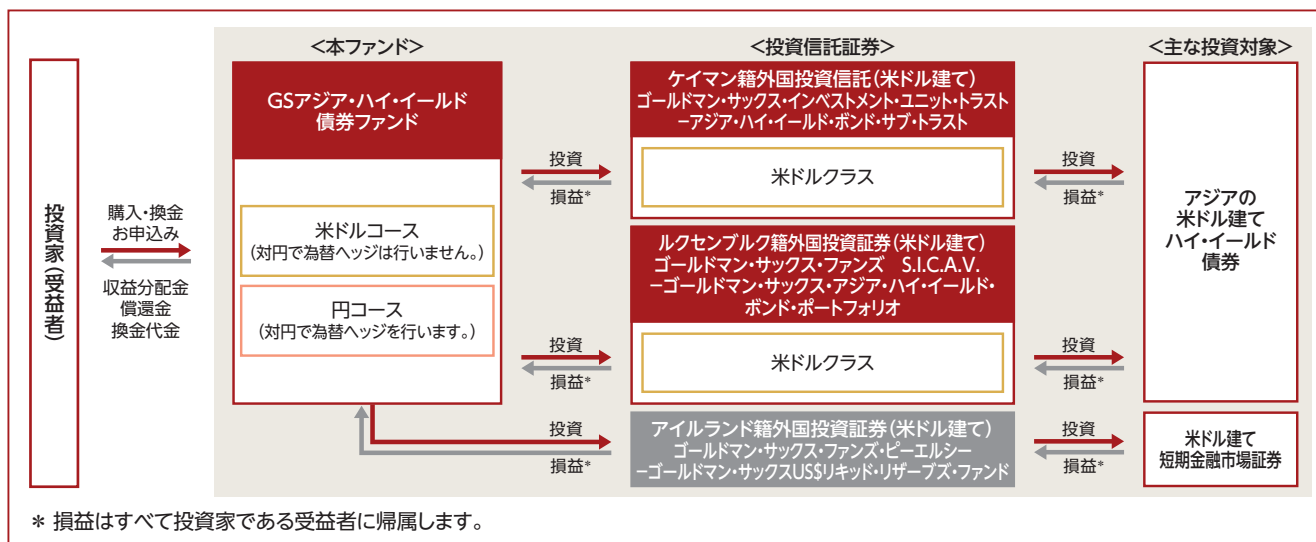 <本ファンド>
<投資信託証券>
<主な投資対象>
投資家(受益者)
購入・換金
お申込み
収益分配金
償還金
換金代金
GSアジア・ハイ・イールド
債券ファンド
米ドルコース
(対円で為替ヘッジは行いません。)
円コース
(対円で為替ヘッジを行います。)
投資
損益*
投資
損益*
投資
損益*
ケイマン籍外国投資信託(米ドル建て)
ゴールドマン・サックス・インベストメント・ユニット・トラスト
-アジア・ハイ・イールド・ボンド・サブ・トラスト
米ドルクラス
ルクセンブルク籍外国投資証券(米ドル建て)
ゴールドマン・サックス・ファンズ S.I.C.A.V.
-ゴールドマン・サックス・アジア・ハイ・イールド・
ボンド・ポートフォリオ
米ドルクラス
アイルランド籍外国投資証券(米ドル建て)
ゴールドマン・サックス・ファンズ・ピーエルシー
-ゴールドマン・サックスUS$リキッド・リザーブズ・ファンド
投資
損益*
投資
損益*
投資
損益*
アジアの
米ドル建て
ハイ・イールド
債券
米ドル建て
短期金融市場証券
* 損益はすべて投資家である受益者に帰属します。